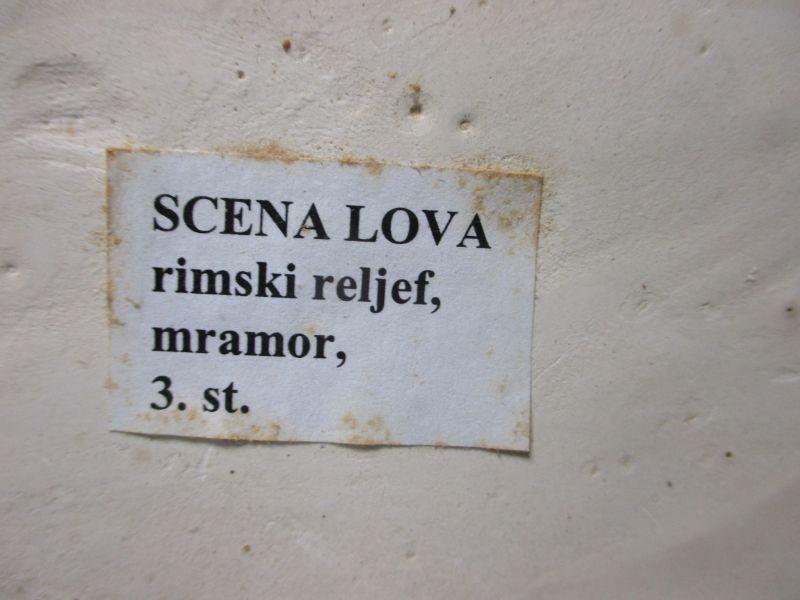 SCENA LOVA
rimski reljef,
mramor,
3. st.